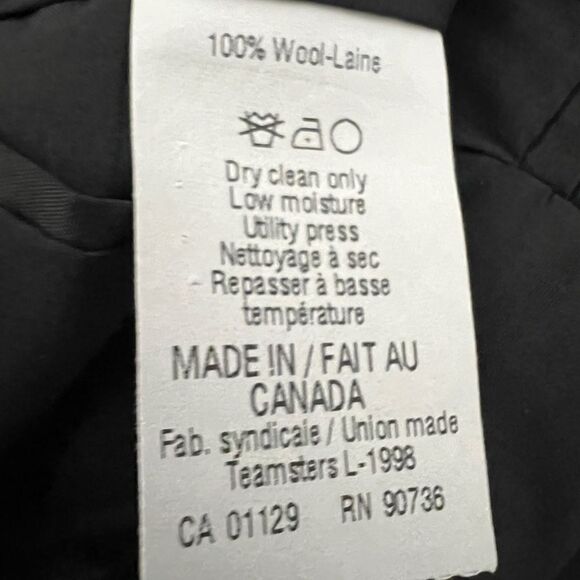 100% Wool-Laine
Dry clean only
Low moisture
Utility press
Nettoyage à sec
Repasser à basse
température
MADE IN / FAIT AU
CANADA
Fab. syndicale / Union made
Teamsters L-1998
CA 01129 RN 90736